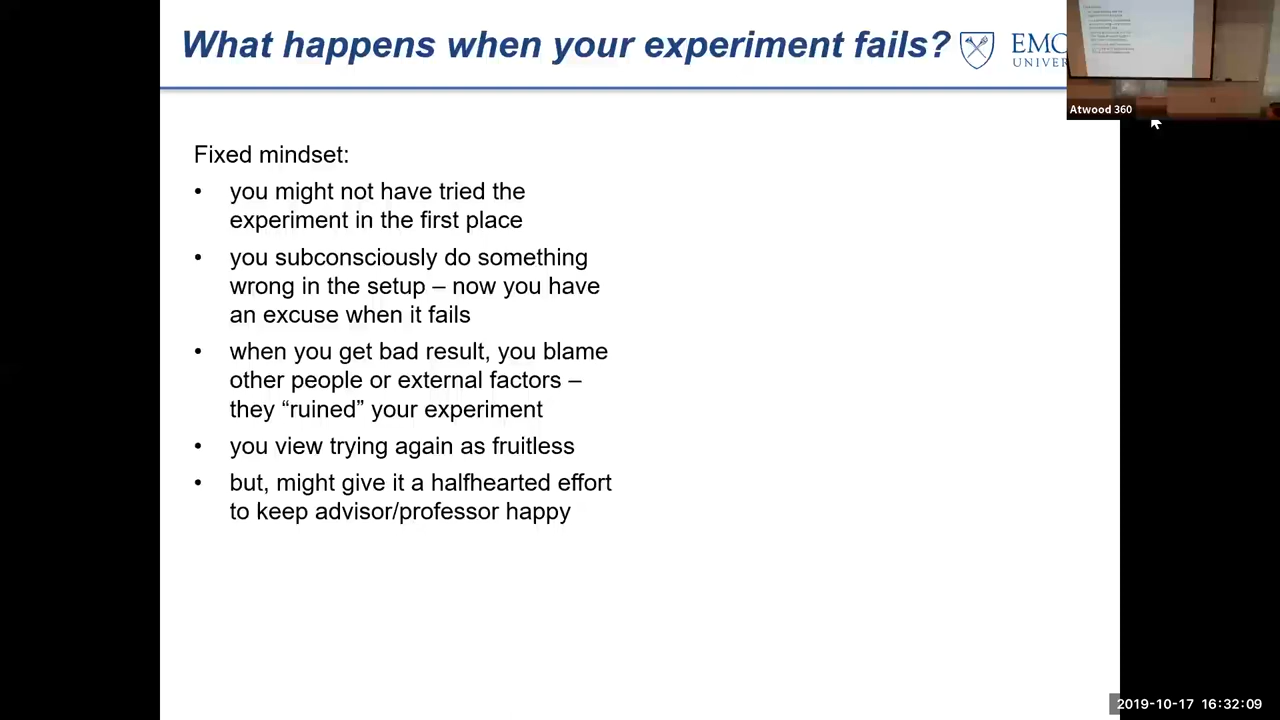 What happens when your experiment fails?
EMO
UNIVER
Atwood 360
Fixed mindset:
• you might not have tried the
experiment in the first place
• you subconsciously do something
wrong in the setup – now you have
an excuse when it fails
• when you get bad result, you blame
other people or external factors –
they “ruined” your experiment
• you view trying again as fruitless
• but, might give it a halfhearted effort
to keep advisor/professor happy
2019-10-17 16:32:09